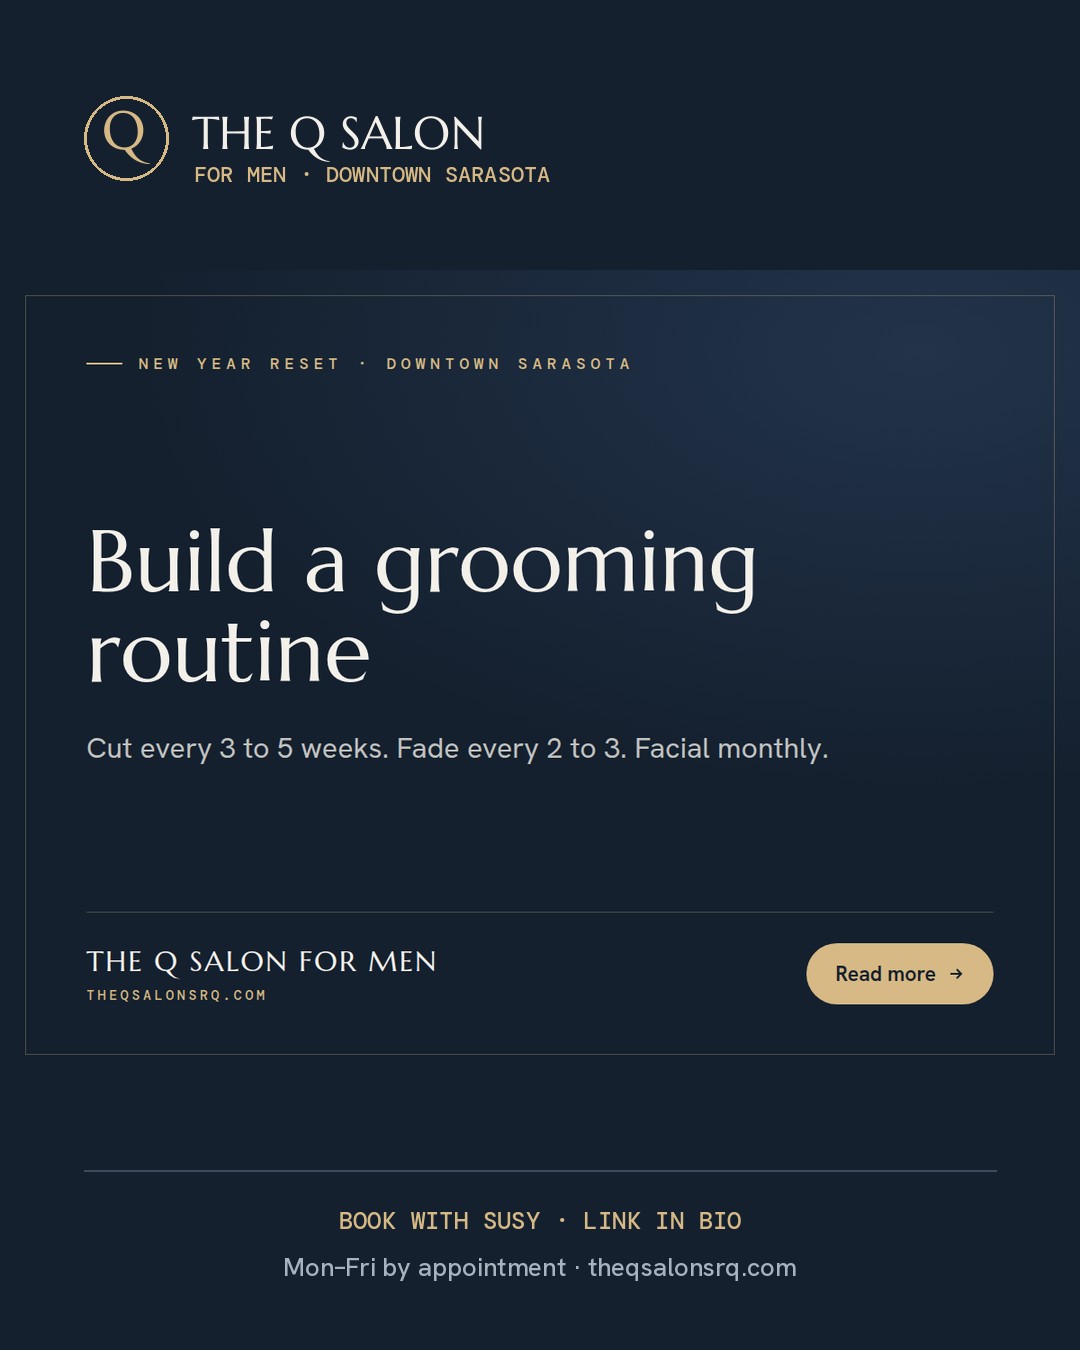 Q
THE Q SALON
FOR MEN · DOWNTOWN SARASOTA
NEW YEAR RESET · DOWNTOWN SARASOTA
Build a grooming
routine
Cut every 3 to 5 weeks. Fade every 2 to 3. Facial monthly.
THE Q SALON FOR MEN
THEQSALONSRQ.COM
Read more →
BOOK WITH SUSY · LINK IN BIO
Mon–Fri by appointment · theqsalonsrq.com